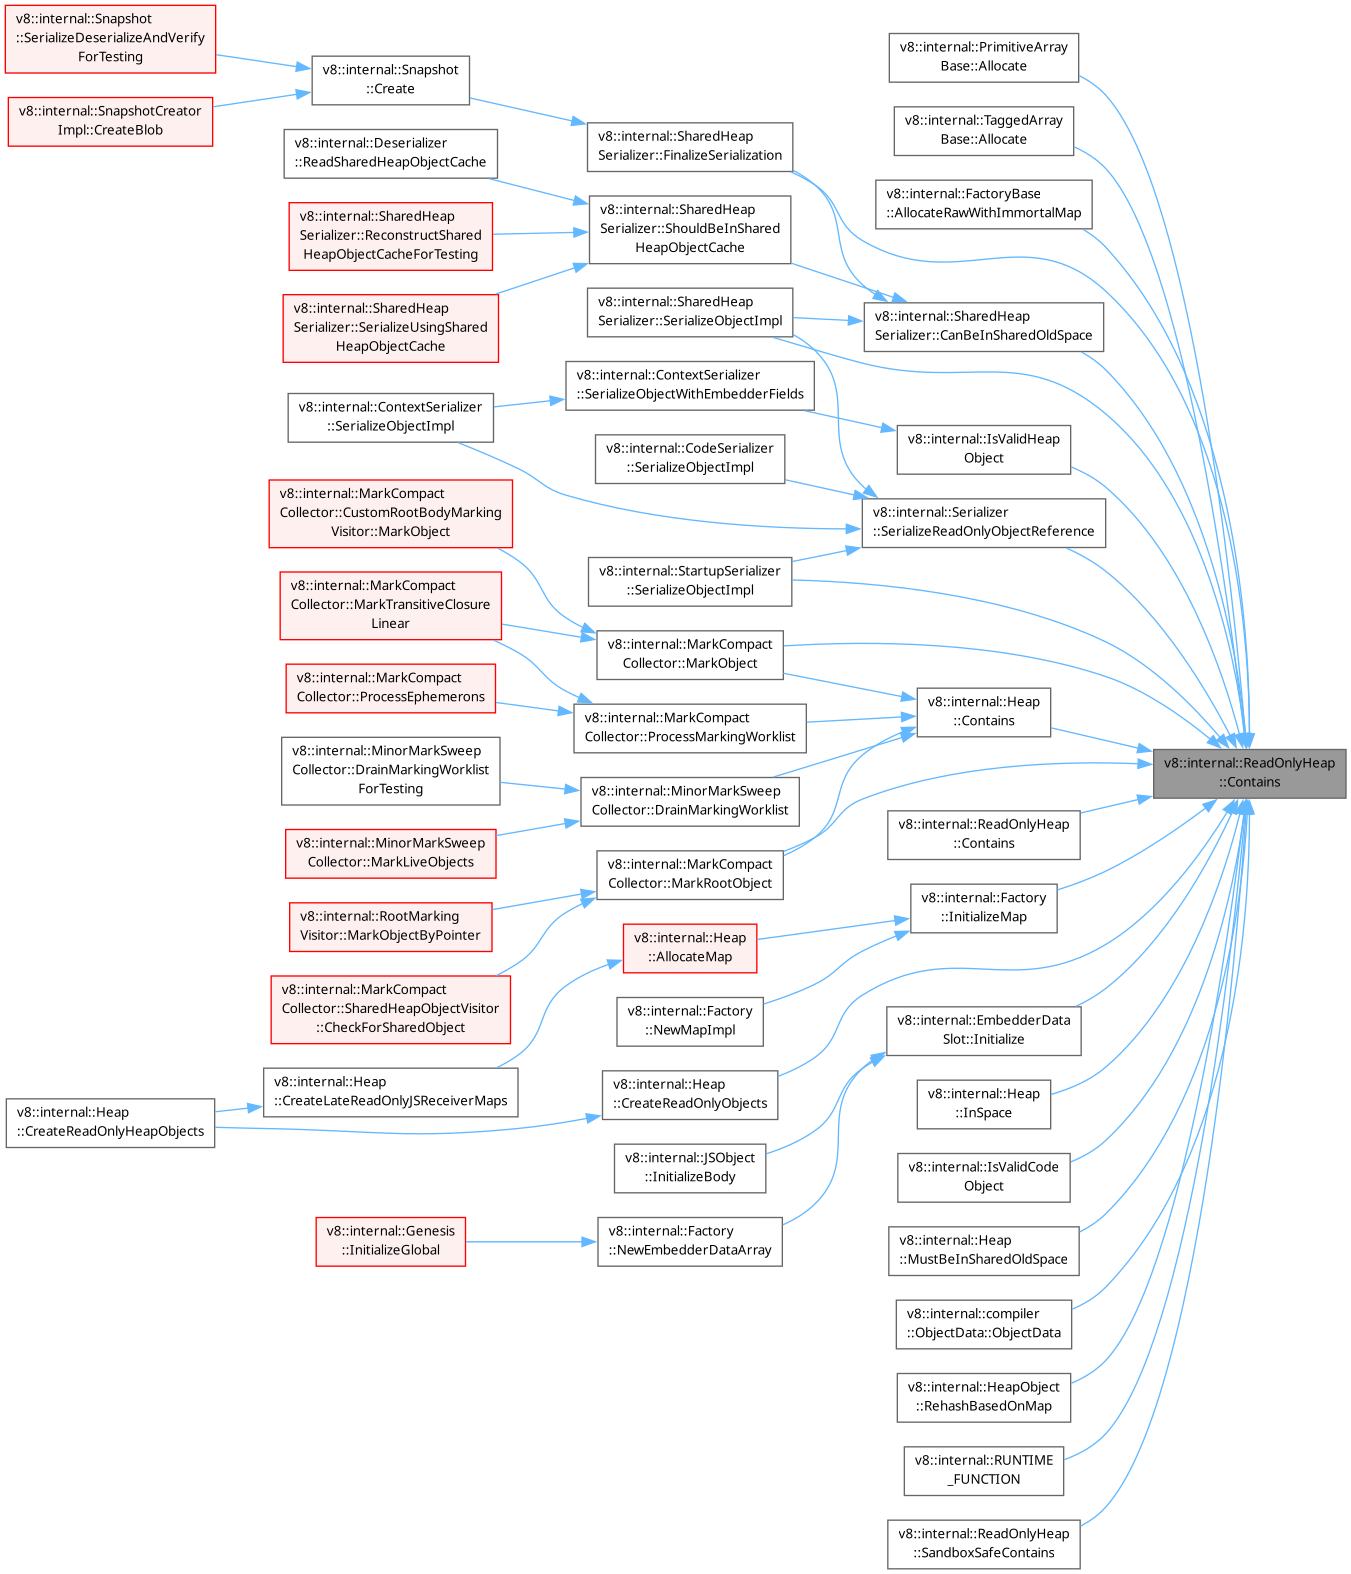 v8::internal::Snapshot
::SerializeDeserializeAndVerify
ForTesting
v8::internal::SnapshotCreator
Impl::CreateBlob
v8::internal::Heap
::CreateReadOnlyHeapObjects
v8::internal::Snapshot
::Create
v8::internal::Deserializer
::ReadSharedHeapObjectCache
v8::internal::SharedHeap
Serializer::ReconstructShared
HeapObjectCacheForTesting
v8::internal::SharedHeap
Serializer::SerializeUsingShared
HeapObjectCache
v8::internal::ContextSerializer
::SerializeObjectImpl
v8::internal::MarkCompact
Collector::CustomRootBodyMarking
Visitor::MarkObject
v8::internal::MarkCompact
Collector::MarkTransitiveClosure
Linear
v8::internal::MarkCompact
Collector::ProcessEphemerons
v8::internal::MinorMarkSweep
Collector::DrainMarkingWorklist
ForTesting
v8::internal::MinorMarkSweep
Collector::MarkLiveObjects
v8::internal::RootMarking
Visitor::MarkObjectByPointer
v8::internal::MarkCompact
Collector::SharedHeapObjectVisitor
::CheckForSharedObject
v8::internal::Heap
::CreateLateReadOnlyJSReceiverMaps
v8::internal::Genesis
::InitializeGlobal
v8::internal::SharedHeap
Serializer::FinalizeSerialization
v8::internal::SharedHeap
Serializer::ShouldBeInShared
HeapObjectCache
v8::internal::SharedHeap
Serializer::SerializeObjectImpl
v8::internal::ContextSerializer
::SerializeObjectWithEmbedderFields
v8::internal::CodeSerializer
::SerializeObjectImpl
v8::internal::StartupSerializer
::SerializeObjectImpl
v8::internal::MarkCompact
Collector::MarkObject
v8::internal::MarkCompact
Collector::ProcessMarkingWorklist
v8::internal::MinorMarkSweep
Collector::DrainMarkingWorklist
v8::internal::MarkCompact
Collector::MarkRootObject
v8::internal::Heap
::AllocateMap
v8::internal::Factory
::NewMapImpl
v8::internal::Heap
::CreateReadOnlyObjects
v8::internal::JSObject
::InitializeBody
v8::internal::Factory
::NewEmbedderDataArray
v8::internal::PrimitiveArray
Base::Allocate
v8::internal::TaggedArray
Base::Allocate
v8::internal::FactoryBase
::AllocateRawWithImmortalMap
v8::internal::SharedHeap
Serializer::CanBeInSharedOldSpace
v8::internal::IsValidHeap
Object
v8::internal::Serializer
::SerializeReadOnlyObjectReference
v8::internal::Heap
::Contains
v8::internal::ReadOnlyHeap
::Contains
v8::internal::Factory
::InitializeMap
v8::internal::EmbedderData
Slot::Initialize
v8::internal::Heap
::InSpace
v8::internal::IsValidCode
Object
v8::internal::Heap
::MustBeInSharedOldSpace
v8::internal::compiler
::ObjectData::ObjectData
v8::internal::HeapObject
::RehashBasedOnMap
v8::internal::RUNTIME
_FUNCTION
v8::internal::ReadOnlyHeap
::SandboxSafeContains
v8::internal::ReadOnlyHeap
::Contains